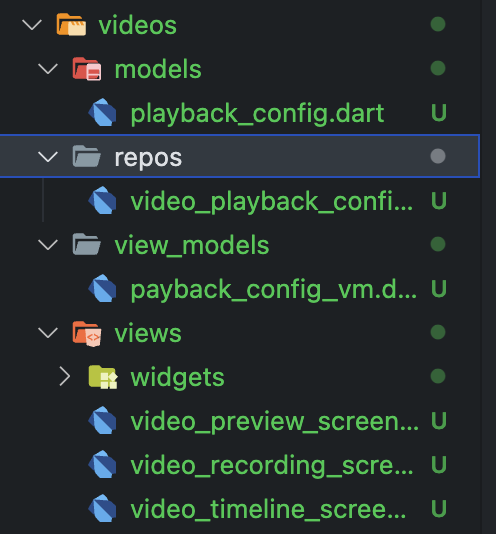 videos
models
playback_config.dart U
repos
video_playback_confi... U
view_models
payback_config_vm.d... U
views
widgets
video_preview_screen... U
video_recording_scre... U
video_timeline_scree... U